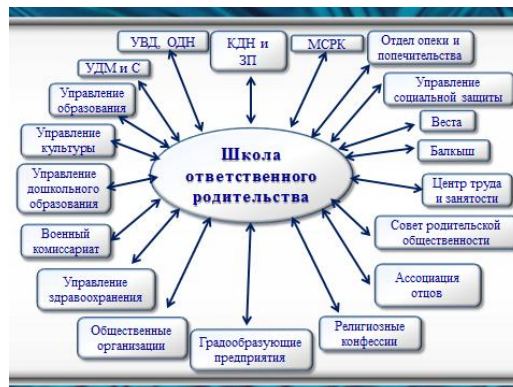 УВД, ОДН
КДН и
ЗП
МСРК
Отдел опеки и
попечительства
УДМ и С
Управление
социальной защиты
Управление
образования
Веста
Управление
культуры
Балкыш
Школа
ответственного
родительства
Управление
дошкольного
образования
Центр труда
и занятости
Военный
комиссариат
Совет родительской
общественности
Управление
здравоохранения
Ассоциация
отцов
Общественные
организации
Градообразующие
предприятия
Религиозные
конфессии